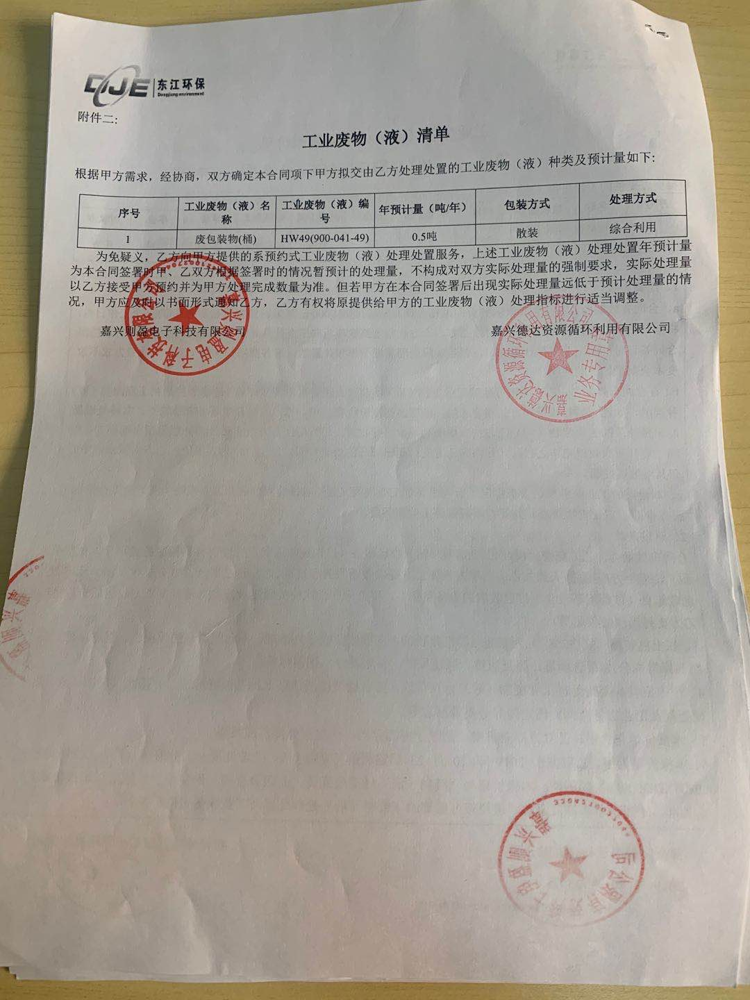 DJE 东江环保
Dongjiang environment
附件二:
工业废物（液）清单
根据甲方需求，经协商，双方确定本合同项下甲方拟交由乙方处理处置的工业废物（液）种类及预计量如下:
序号 工业废物（液）名称 工业废物（液）编号 年预计量（吨/年） 包装方式 处理方式
1 废包装物(桶) HW49(900-041-49) 0.5吨 散装 综合利用
为免疑义，乙方向甲方提供的系预约式工业废物（液）处理处置服务，上述工业废物（液）处理处置年预计量
为本合同签署时甲、乙双方根据签署时的情况暂预计的处理量，不构成对双方实际处理量的强制要求，实际处理量
以乙方接受甲方预约并为甲方处理完成数量为准。但若甲方在本合同签署后出现实际处理量远低于预计处理量的情
况，甲方应及时以书面形式通知乙方，乙方有权将原提供给甲方的工业废物（液）处理指标进行适当调整。
嘉兴则盈电子科技有限公司 嘉兴德达资源循环利用有限公司
嘉兴则盈电子科技有限公司
嘉兴德达资源循环利用有限公司
业务专用章